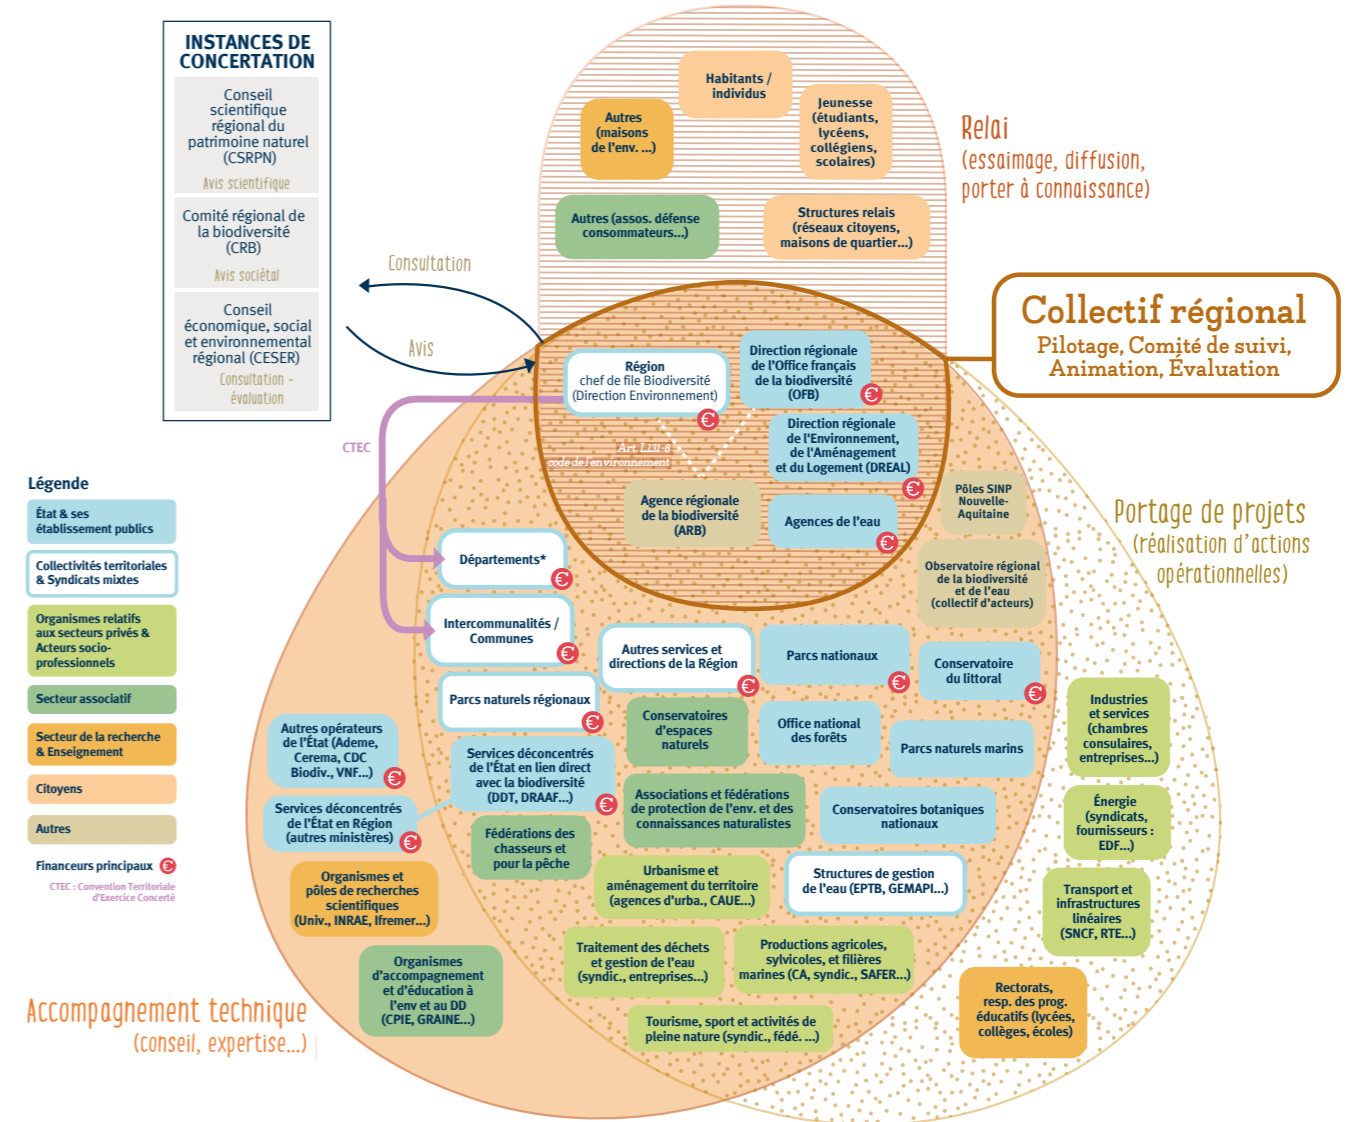 INSTANCES DE
CONCERTATION
Conseil
scientifique
régional du
patrimoine naturel
(CSRPN)
Avis scientifique
Comité régional de
la biodiversité
(CRB)
Avis sociétal
Conseil
économique, social
et environnemental
régional (CESER)
Consultation -
évaluation
Consultation
Avis
Habitants /
individus
Autres
(maisons
de l'env. ...)
Jeunesse
(étudiants,
lycéens,
collégiens,
scolaires)
Autres (assos. défense
consommateurs...)
Structures relais
(réseaux citoyens,
maisons de quartier...)
Relai
(essaimage, diffusion,
porter à connaissance)
Collectif régional
Pilotage, Comité de suivi,
Animation, Évaluation
Région
chef de file Biodiversité
(Direction Environnement)
€
Direction régionale
de l'Office français
de la biodiversité
(OFB)
€
Direction régionale
de l'Environnement,
de l'Aménagement
et du Logement (DREAL)
€
Art. L131-8
code de l'environnement
Agence régionale
de la biodiversité
(ARB)
Agences de l'eau
€
CTEC
Pôles SINP
Nouvelle-
Aquitaine
Observatoire régional
de la biodiversité
et de l'eau
(collectif d'acteurs)
Portage de projets
(réalisation d'actions
opérationnelles)
Départements*
€
Intercommunalités /
Communes
€
Autres services et
directions de la Région
€
Parcs nationaux
€
Conservatoire
du littoral
€
Parcs naturels régionaux
€
Conservatoires
d'espaces
naturels
Office national
des forêts
Parcs naturels marins
Industries
et services
(chambres
consulaires,
entreprises...)
Autres opérateurs
de l'État (Ademe,
Cerema, CDC
Biodiv., VNF...)
€
Services déconcentrés
de l'État en lien direct
avec la biodiversité
(DDT, DRAAF...)
€
Services déconcentrés
de l'État en Région
(autres ministères)
€
Associations et fédérations
de protection de l'env. et des
connaissances naturalistes
Conservatoires botaniques
nationaux
Énergie
(syndicats,
fournisseurs :
EDF...)
Fédérations des
chasseurs et
pour la pêche
Organismes et
pôles de recherches
scientifiques
(Univ., INRAE, Ifremer...)
Urbanisme et
aménagement du territoire
(agences d'urba., CAUE...)
Structures de gestion
de l'eau (EPTB, GEMAPI...)
Transport et
infrastructures
linéaires
(SNCF, RTE...)
Organismes
d'accompagnement
et d'éducation à
l'env et au DD
(CPIE, GRAINE...)
Traitement des déchets
et gestion de l'eau
(syndic., entreprises...)
Productions agricoles,
sylvicoles, et filières
marines (CA, syndic., SAFER...)
Rectorats,
resp. des prog.
éducatifs (lycées,
collèges, écoles)
Tourisme, sport et activités de
pleine nature (syndic., fédé. ...)
Accompagnement technique
(conseil, expertise...)
Légende
État & ses
établissement publics
Collectivités territoriales
& Syndicats mixtes
Organismes relatifs
aux secteurs privés &
Acteurs socio-
professionnels
Secteur associatif
Secteur de la recherche
& Enseignement
Citoyens
Autres
Financeurs principaux €
CTEC : Convention Territoriale
d'Exercice Concerté